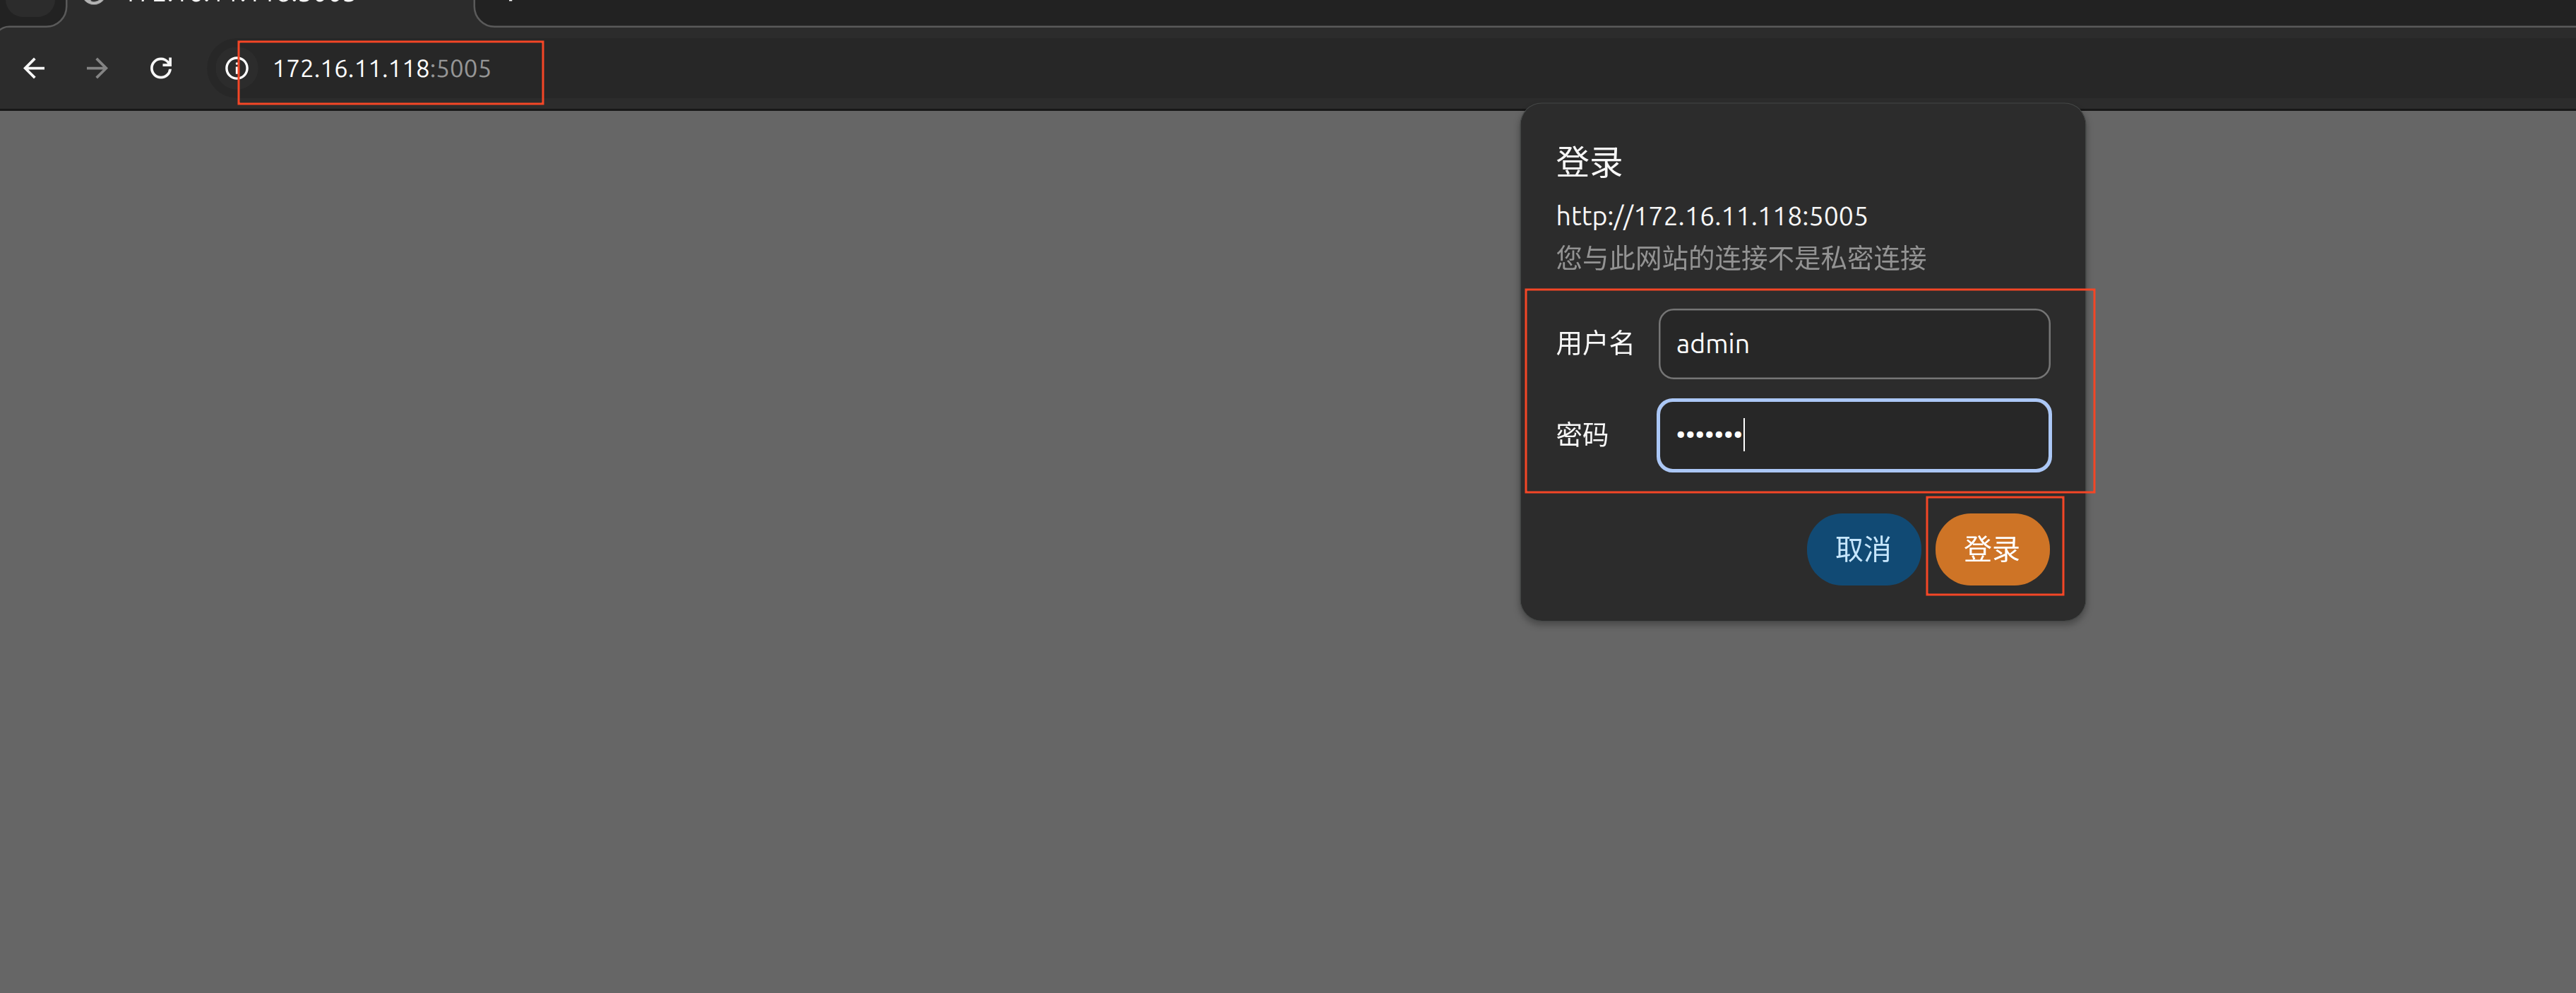 172.16.11.118:5005
登录
http://172.16.11.118:5005
您与此网站的连接不是私密连接
用户名 admin
密码 •••••••
取消 登录